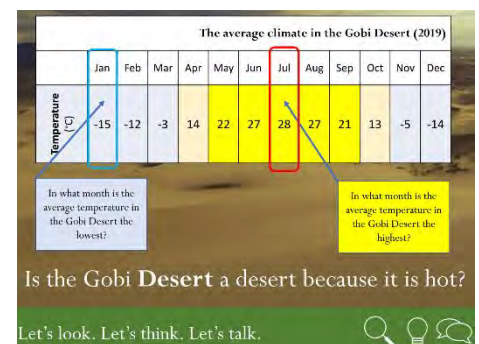 The average climate in the Gobi Desert (2019)
Jan Feb Mar Apr May Jun Jul Aug Sep Oct Nov Dec
Temperature (°C) -15 -12 -3 14 22 27 28 27 21 13 -5 -14
In what month is the
average temperature in
the Gobi Desert the
lowest?
In what month is the
average temperature in
the Gobi Desert the
highest?
Is the Gobi Desert a desert because it is hot?
Let's look. Let's think. Let's talk.